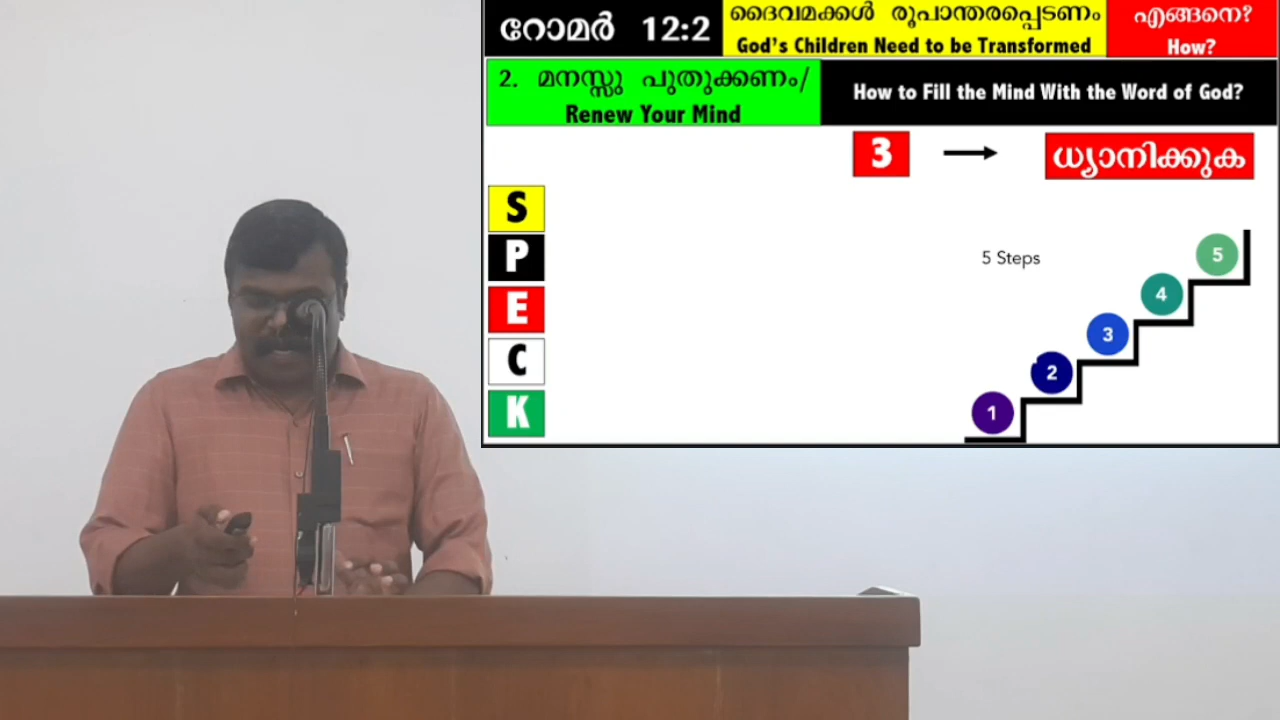 റോമർ 12:2
ദൈവമക്കൾ രൂപാന്തരപ്പെടണം
God's Children Need to be Transformed
എങ്ങനെ?
How?
2. മനസ്സു പുതുക്കണം/
Renew Your Mind
How to Fill the Mind With the Word of God?
3
ധ്യാനിക്കുക
S
P
E
C
K
5 Steps
5
4
3
2
1